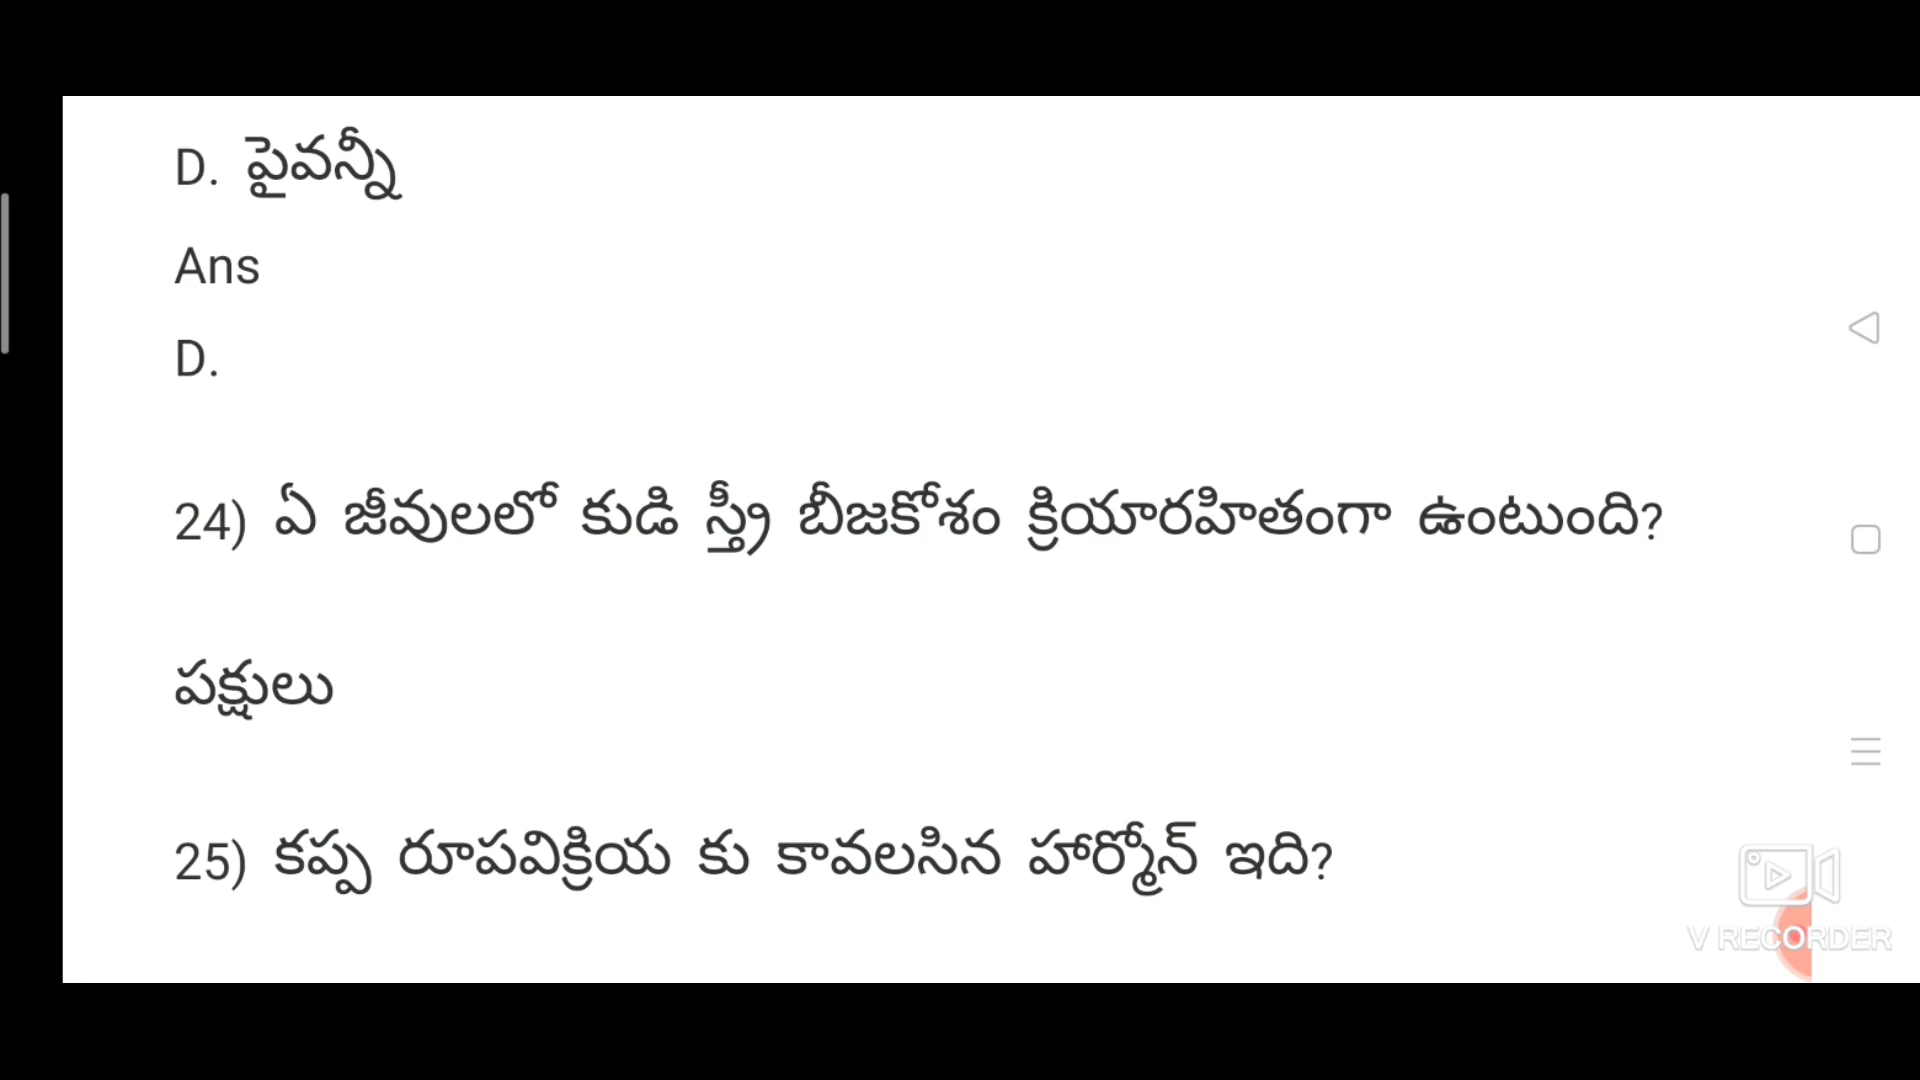 D. పైవన్నీ
Ans
D.
24) ఏ జీవులలో కుడి స్త్రీ బీజకోశం క్రియారహితంగా ఉంటుంది?
పక్షులు
25) కప్ప రూపవిక్రియ కు కావలసిన హార్మోన్ ఇది?
V RECORDER